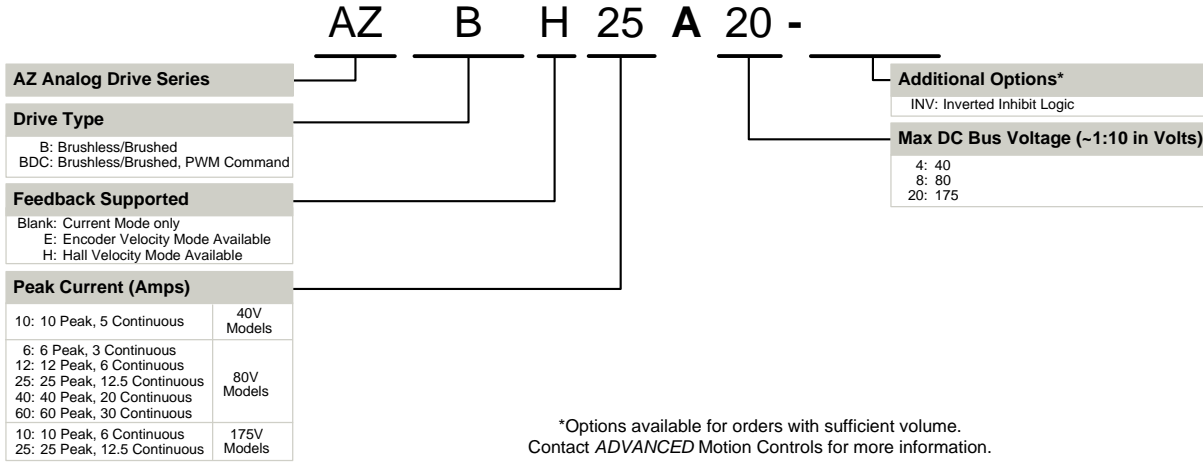 AZ B H 25 A 20 -
AZ Analog Drive Series
Drive Type
B: Brushless/Brushed
BDC: Brushless/Brushed, PWM Command
Feedback Supported
Blank: Current Mode only
E: Encoder Velocity Mode Available
H: Hall Velocity Mode Available
Peak Current (Amps)
10: 10 Peak, 5 Continuous
40V
Models
6: 6 Peak, 3 Continuous
12: 12 Peak, 6 Continuous
25: 25 Peak, 12.5 Continuous
40: 40 Peak, 20 Continuous
60: 60 Peak, 30 Continuous
80V
Models
10: 10 Peak, 6 Continuous
25: 25 Peak, 12.5 Continuous
175V
Models
Additional Options*
INV: Inverted Inhibit Logic
Max DC Bus Voltage (~1:10 in Volts)
4: 40
8: 80
20: 175
*Options available for orders with sufficient volume.
Contact ADVANCED Motion Controls for more information.